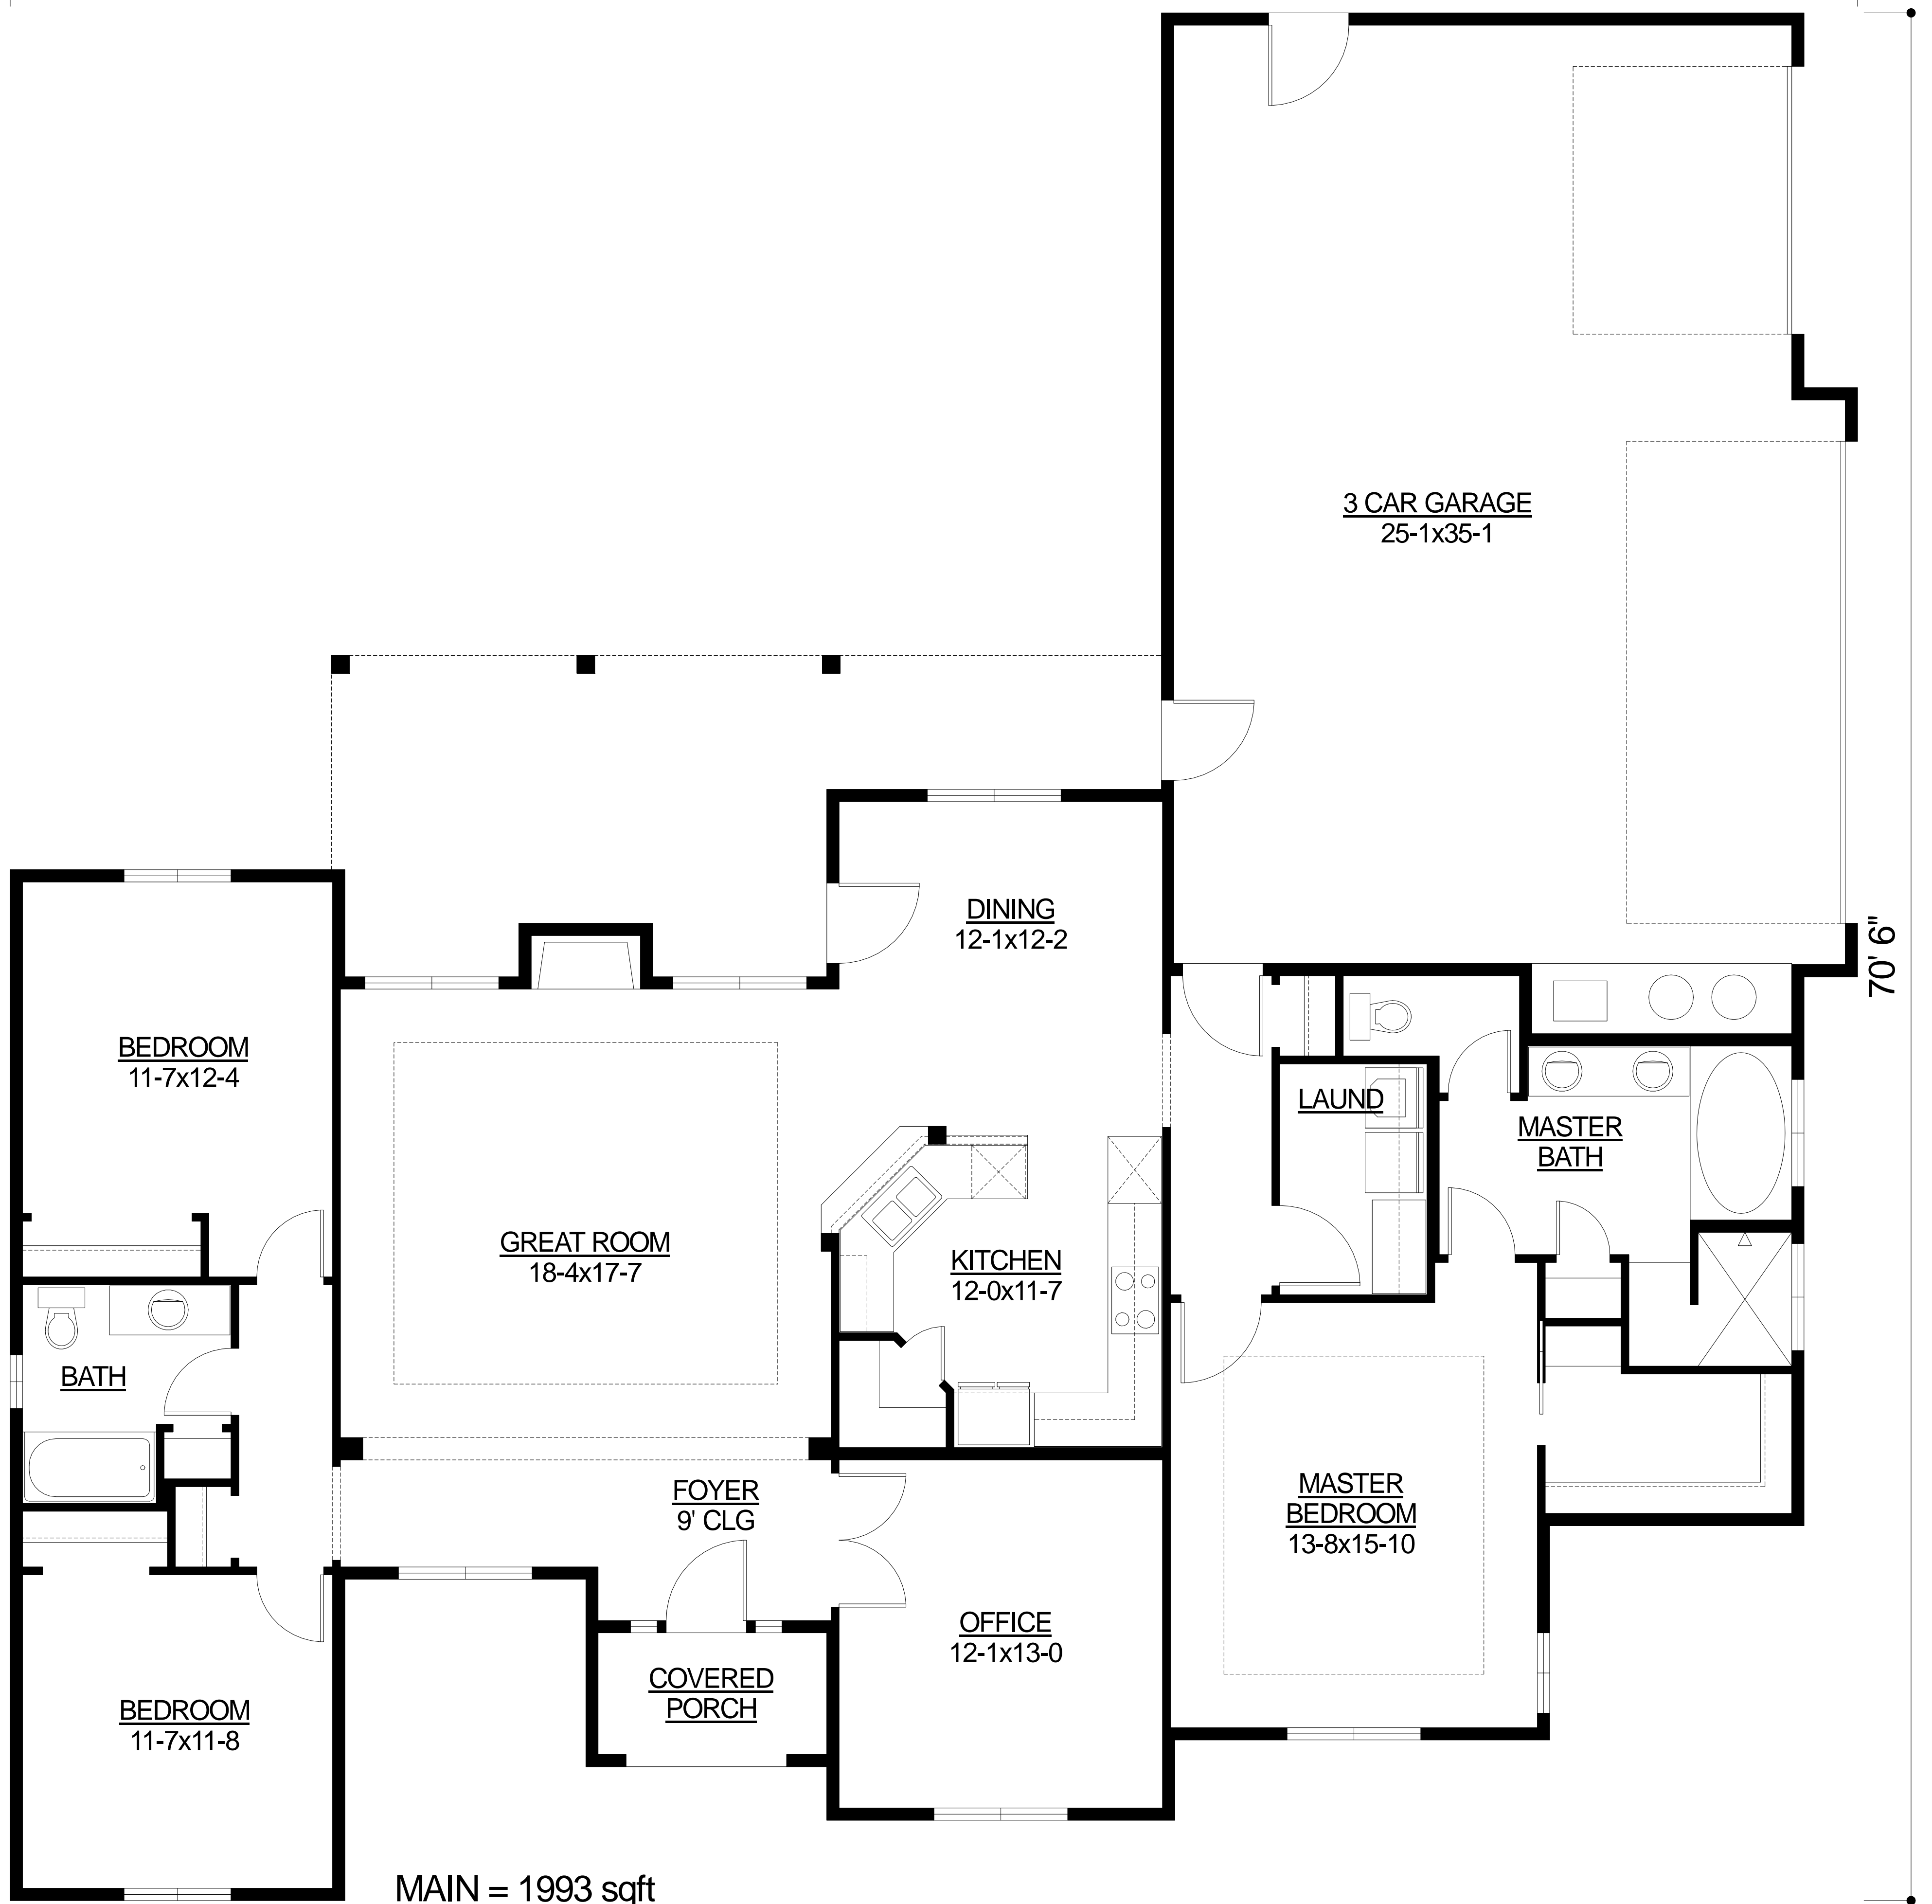 3 CAR GARAGE
25-1x35-1
70' 6"
DINING
12-1x12-2
BEDROOM
11-7x12-4
LAUND
MASTER
BATH
GREAT ROOM
18-4x17-7
KITCHEN
12-0x11-7
BATH
FOYER
9' CLG
MASTER
BEDROOM
13-8x15-10
OFFICE
12-1x13-0
COVERED
PORCH
BEDROOM
11-7x11-8
MAIN = 1993 sqft